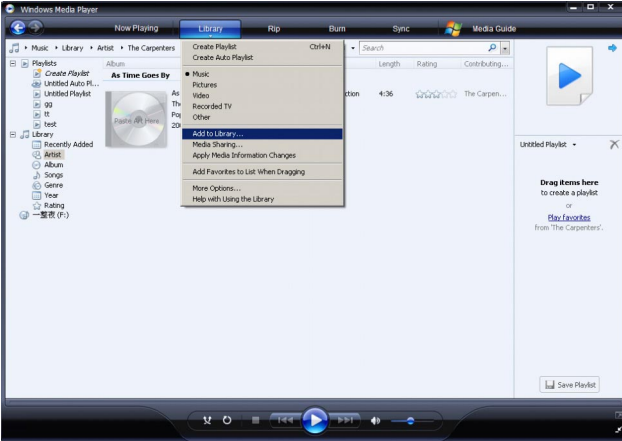 Windows Media Player
Now Playing Library Rip Burn Sync Media Guide
Music Library Artist The Carpenters
Search
Create Playlist Ctrl+N
Create Auto Playlist
Music
Pictures
Video
Recorded TV
Other
Add to Library...
Media Sharing...
Apply Media Information Changes
Add Favorites to List When Dragging
More Options...
Help with Using the Library
Playlists
Create Playlist
Untitled Auto Pl...
Untitled Playlist
gg
tt
test
Library
Recently Added
Artist
Album
Songs
Genre
Year
Rating
一整夜 (F:)
Album Length Rating Contributing...
As Time Goes By
Paste Art Here
As
The
Pop
200
ction 4:36 The Carpen...
Untitled Playlist
Drag items here
to create a playlist
or
Play favorites
from 'The Carpenters'.
Save Playlist